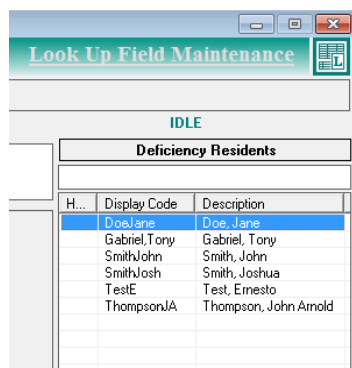 Look Up Field Maintenance
L
IDLE
Deficiency Residents
H... Display Code Description
DoeJane Doe, Jane
Gabriel,Tony Gabriel, Tony
SmithJohn Smith, John
SmithJosh Smith, Joshua
TestE Test, Ernesto
ThompsonJA Thompson, John Arnold